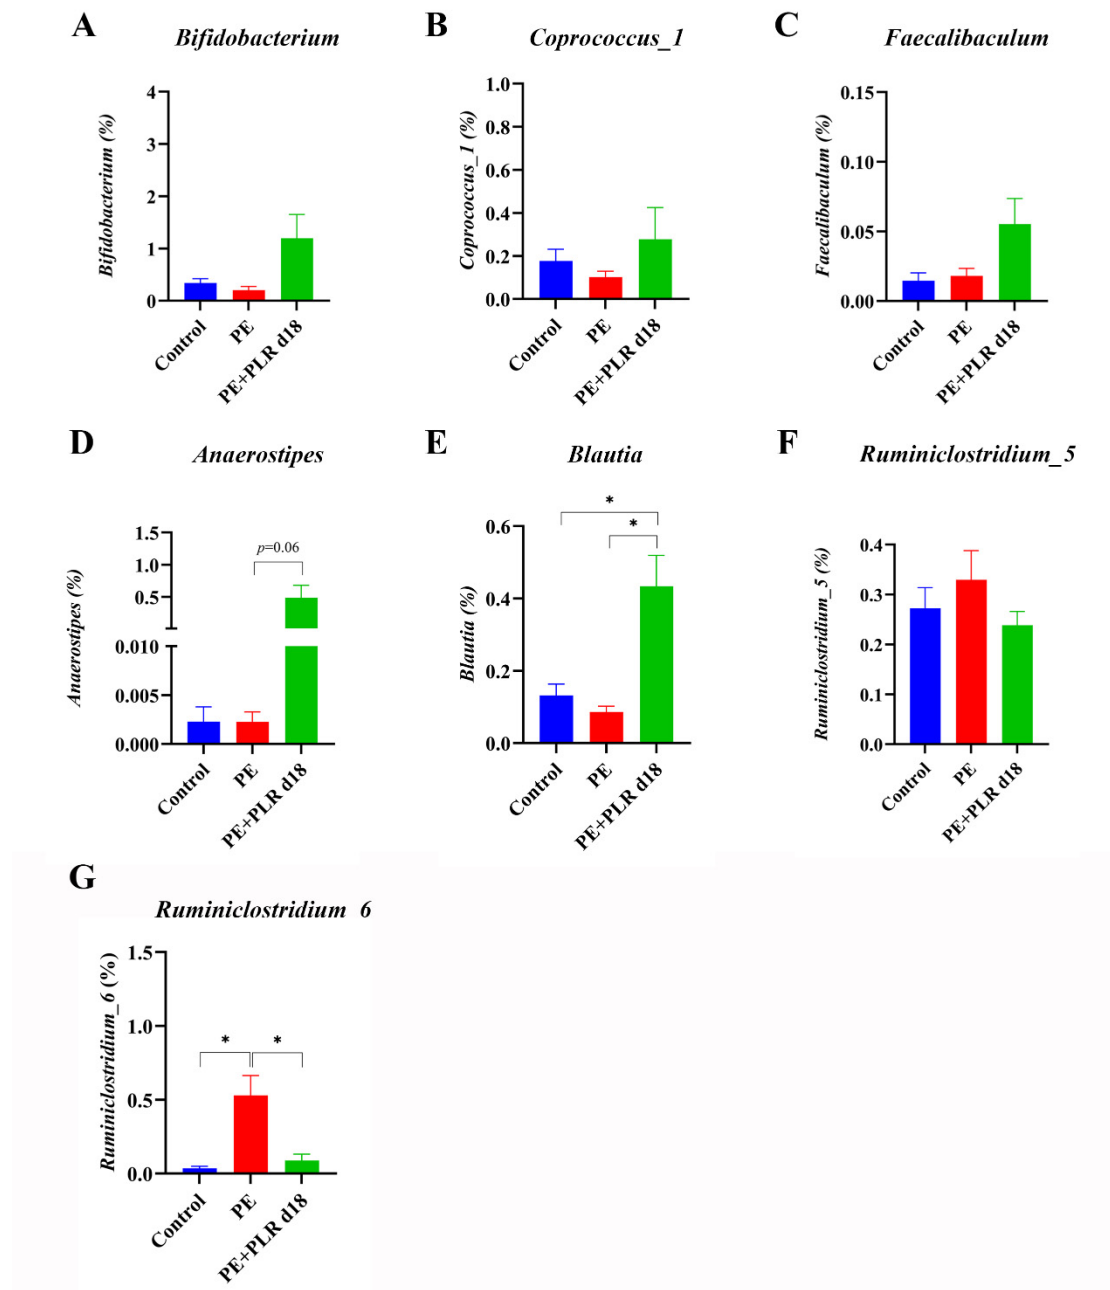 A
Bifidobacterium
Bifidobacterium (%)
4
3
2
1
0
Control
PE
PE+PLR d18
B
Coprococcus_1
Coprococcus_1 (%)
1.0
0.8
0.6
0.4
0.2
0.0
Control
PE
PE+PLR d18
C
Faecalibaculum
Faecalibaculum (%)
0.15
0.10
0.05
0.00
Control
PE
PE+PLR d18
D
Anaerostipes
Anaerostipes (%)
1.5
1.0
0.5
0.010
0.005
0.000
p=0.06
Control
PE
PE+PLR d18
E
Blautia
Blautia (%)
0.6
0.4
0.2
0.0
*
*
Control
PE
PE+PLR d18
F
Ruminiclostridium_5
Ruminiclostridium_5 (%)
0.4
0.3
0.2
0.1
0.0
Control
PE
PE+PLR d18
G
Ruminiclostridium 6
Ruminiclostridium_6 (%)
1.5
1.0
0.5
0.0
* *
Control
PE
PE+PLR d18